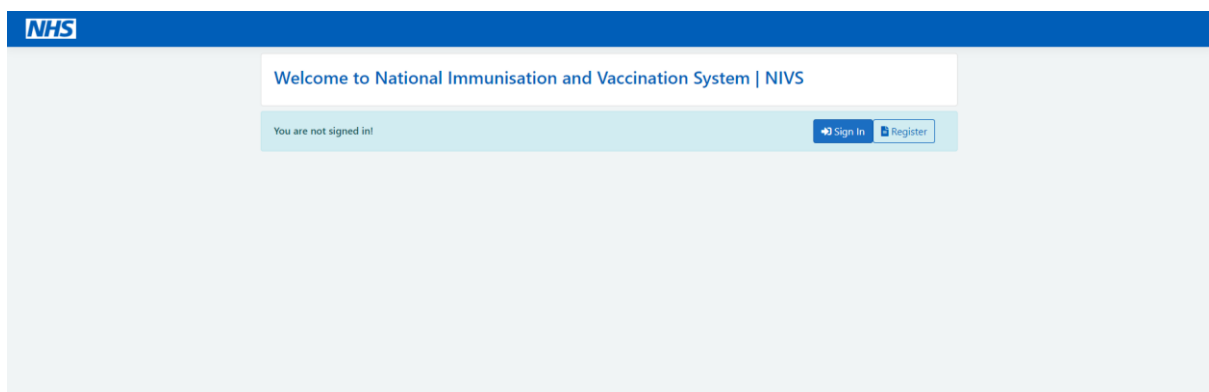 NHS
Welcome to National Immunisation and Vaccination System | NIVS
You are not signed in!
Sign In
Register